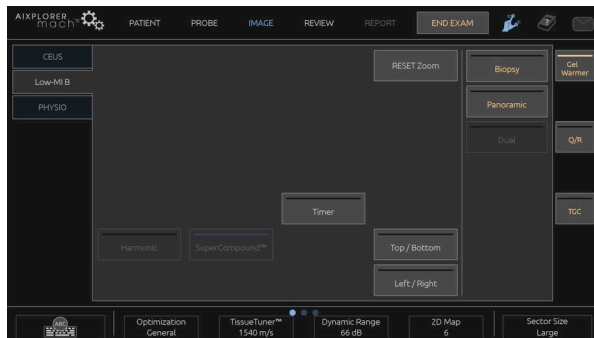 AIXPLORER
mach
PATIENT
PROBE
IMAGE
REVIEW
REPORT
END EXAM
CEUS
Low-MI B
PHYSIO
RESET Zoom
Biopsy
Gel
Warmer
Panoramic
Dual
Q/R
Timer
TGC
Harmonic
SuperCompound™
Top / Bottom
Left / Right
ABC
Optimization
General
TissueTuner™
1540 m/s
Dynamic Range
66 dB
2D Map
6
Sector Size
Large